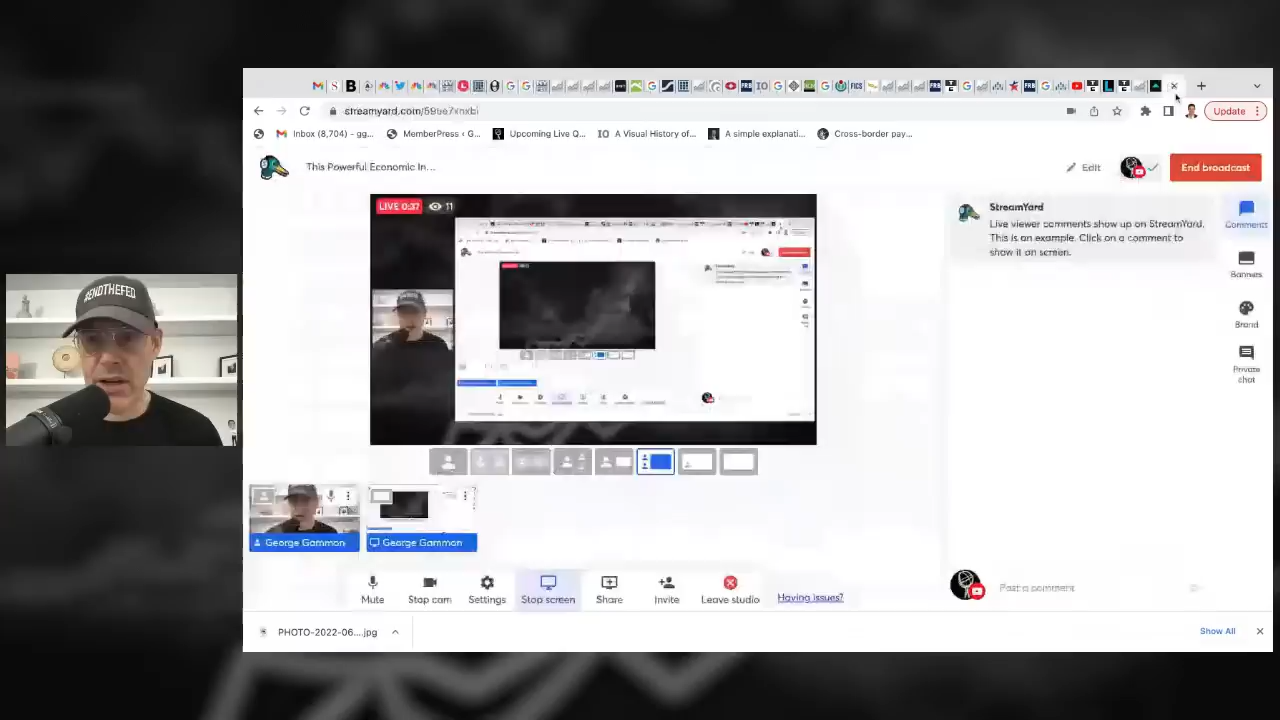 streamyard.com/
Update
Inbox (8,704) - gg...
MemberPress ‹ G...
Upcoming Live Q...
IO A Visual History of...
A simple explanati...
Cross-border pay...
This Powerful Economic In...
Edit
End broadcast
LIVE 0:37
11
StreamYard
Live viewer comments show up on StreamYard.
This is an example. Click on a comment to
show it on screen.
Comments
Banners
Brand
Private
chat
#ENDTHEFED
George Gammon
George Gammon
Mute
Stop cam
Settings
Stop screen
Share
Invite
Leave studio
Having issues?
Post a comment
PHOTO-2022-06....jpg
Show All